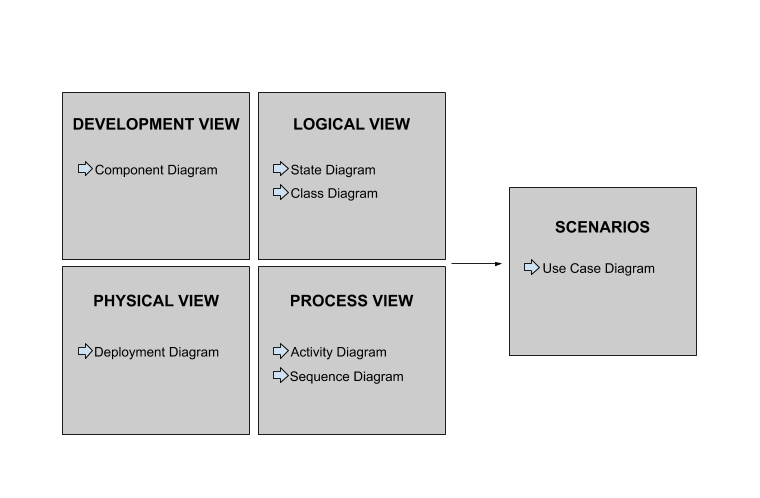 DEVELOPMENT VIEW
Component Diagram
LOGICAL VIEW
State Diagram
Class Diagram
PHYSICAL VIEW
Deployment Diagram
PROCESS VIEW
Activity Diagram
Sequence Diagram
SCENARIOS
Use Case Diagram